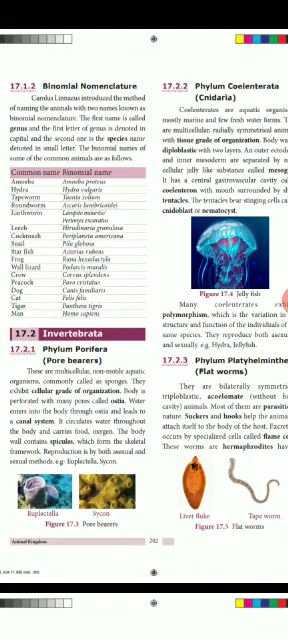 17.1.2 Binomial Nomenclature
Carolus Linnaeus introduced the method
of naming the animals with two names known as
binomial nomenclature. The first name is called
genus and the first letter of genus is denoted in
capital and the second one is the species name
denoted in small letter. The binomial names of
some of the common animals are as follows.
Common name Binomial name
Amoeba Amoeba proteus
Hydra Hydra vulgaris
Tapeworm Taenia solium
Roundworm Ascaris lumbricoides
Earthworm Lampito mauritii/
Perionyx excavatus
Leech Hirudinaria granulosa
Cockroach Periplaneta americana
Snail Pila globosa
Star fish Asterias rubens
Frog Rana hexadactyla
Wall lizard Podarcis muralis
Crow Corvus splendens
Peacock Pavo cristatus
Dog Canis familiaris
Cat Felis felis
Tiger Panthera tigris
Man Homo sapiens
17.2 Invertebrata
17.2.1 Phylum Porifera
(Pore bearers)
These are multicellular, non-motile aquatic
organisms, commonly called as sponges. They
exhibit cellular grade of organization. Body is
perforated with many pores called ostia. Water
enters into the body through ostia and leads to
a canal system. It circulates water throughout
the body and carries food, oxygen. The body
wall contains spicules, which form the skeletal
framework. Reproduction is by both asexual and
sexual methods. e.g- Euplectella, Sycon.
Euplectella Sycon
Figure 17.3 Pore bearers
17.2.2 Phylum Coelenterata
(Cnidaria)
Coelenterates are aquatic organis
mostly marine and few fresh water forms. T
are multicellular, radially symmetrical anim
with tissue grade of organization. Body wa
diploblastic with two layers. An outer ectod
and inner mesoderm are separated by n
cellular jelly like substance called mesog
It has a central gastrovascular cavity cal
coelenteron with mouth surrounded by sh
tentacles. The tentacles bear stinging cells ca
cnidoblast or nematocyst.
Figure 17.4 Jelly fish
Many coelenterates exh
polymorphism, which is the variation in
structure and function of the individuals of
same species. They reproduce both asexu
and sexually. e.g. Hydra, Jellyfish.
17.2.3 Phylum Platyhelminthe
(Flat worms)
They are bilaterally symmetric
triploblastic, acoelomate (without bo
cavity) animals. Most of them are parasiti
nature. Suckers and hooks help the anima
attach itself to the body of the host. Excret
occurs by specialized cells called flame ce
These worms are hermaphrodites hav
Liver fluke Tape worm
Figure 17.5 Flat worms
Animal Kingdom 202